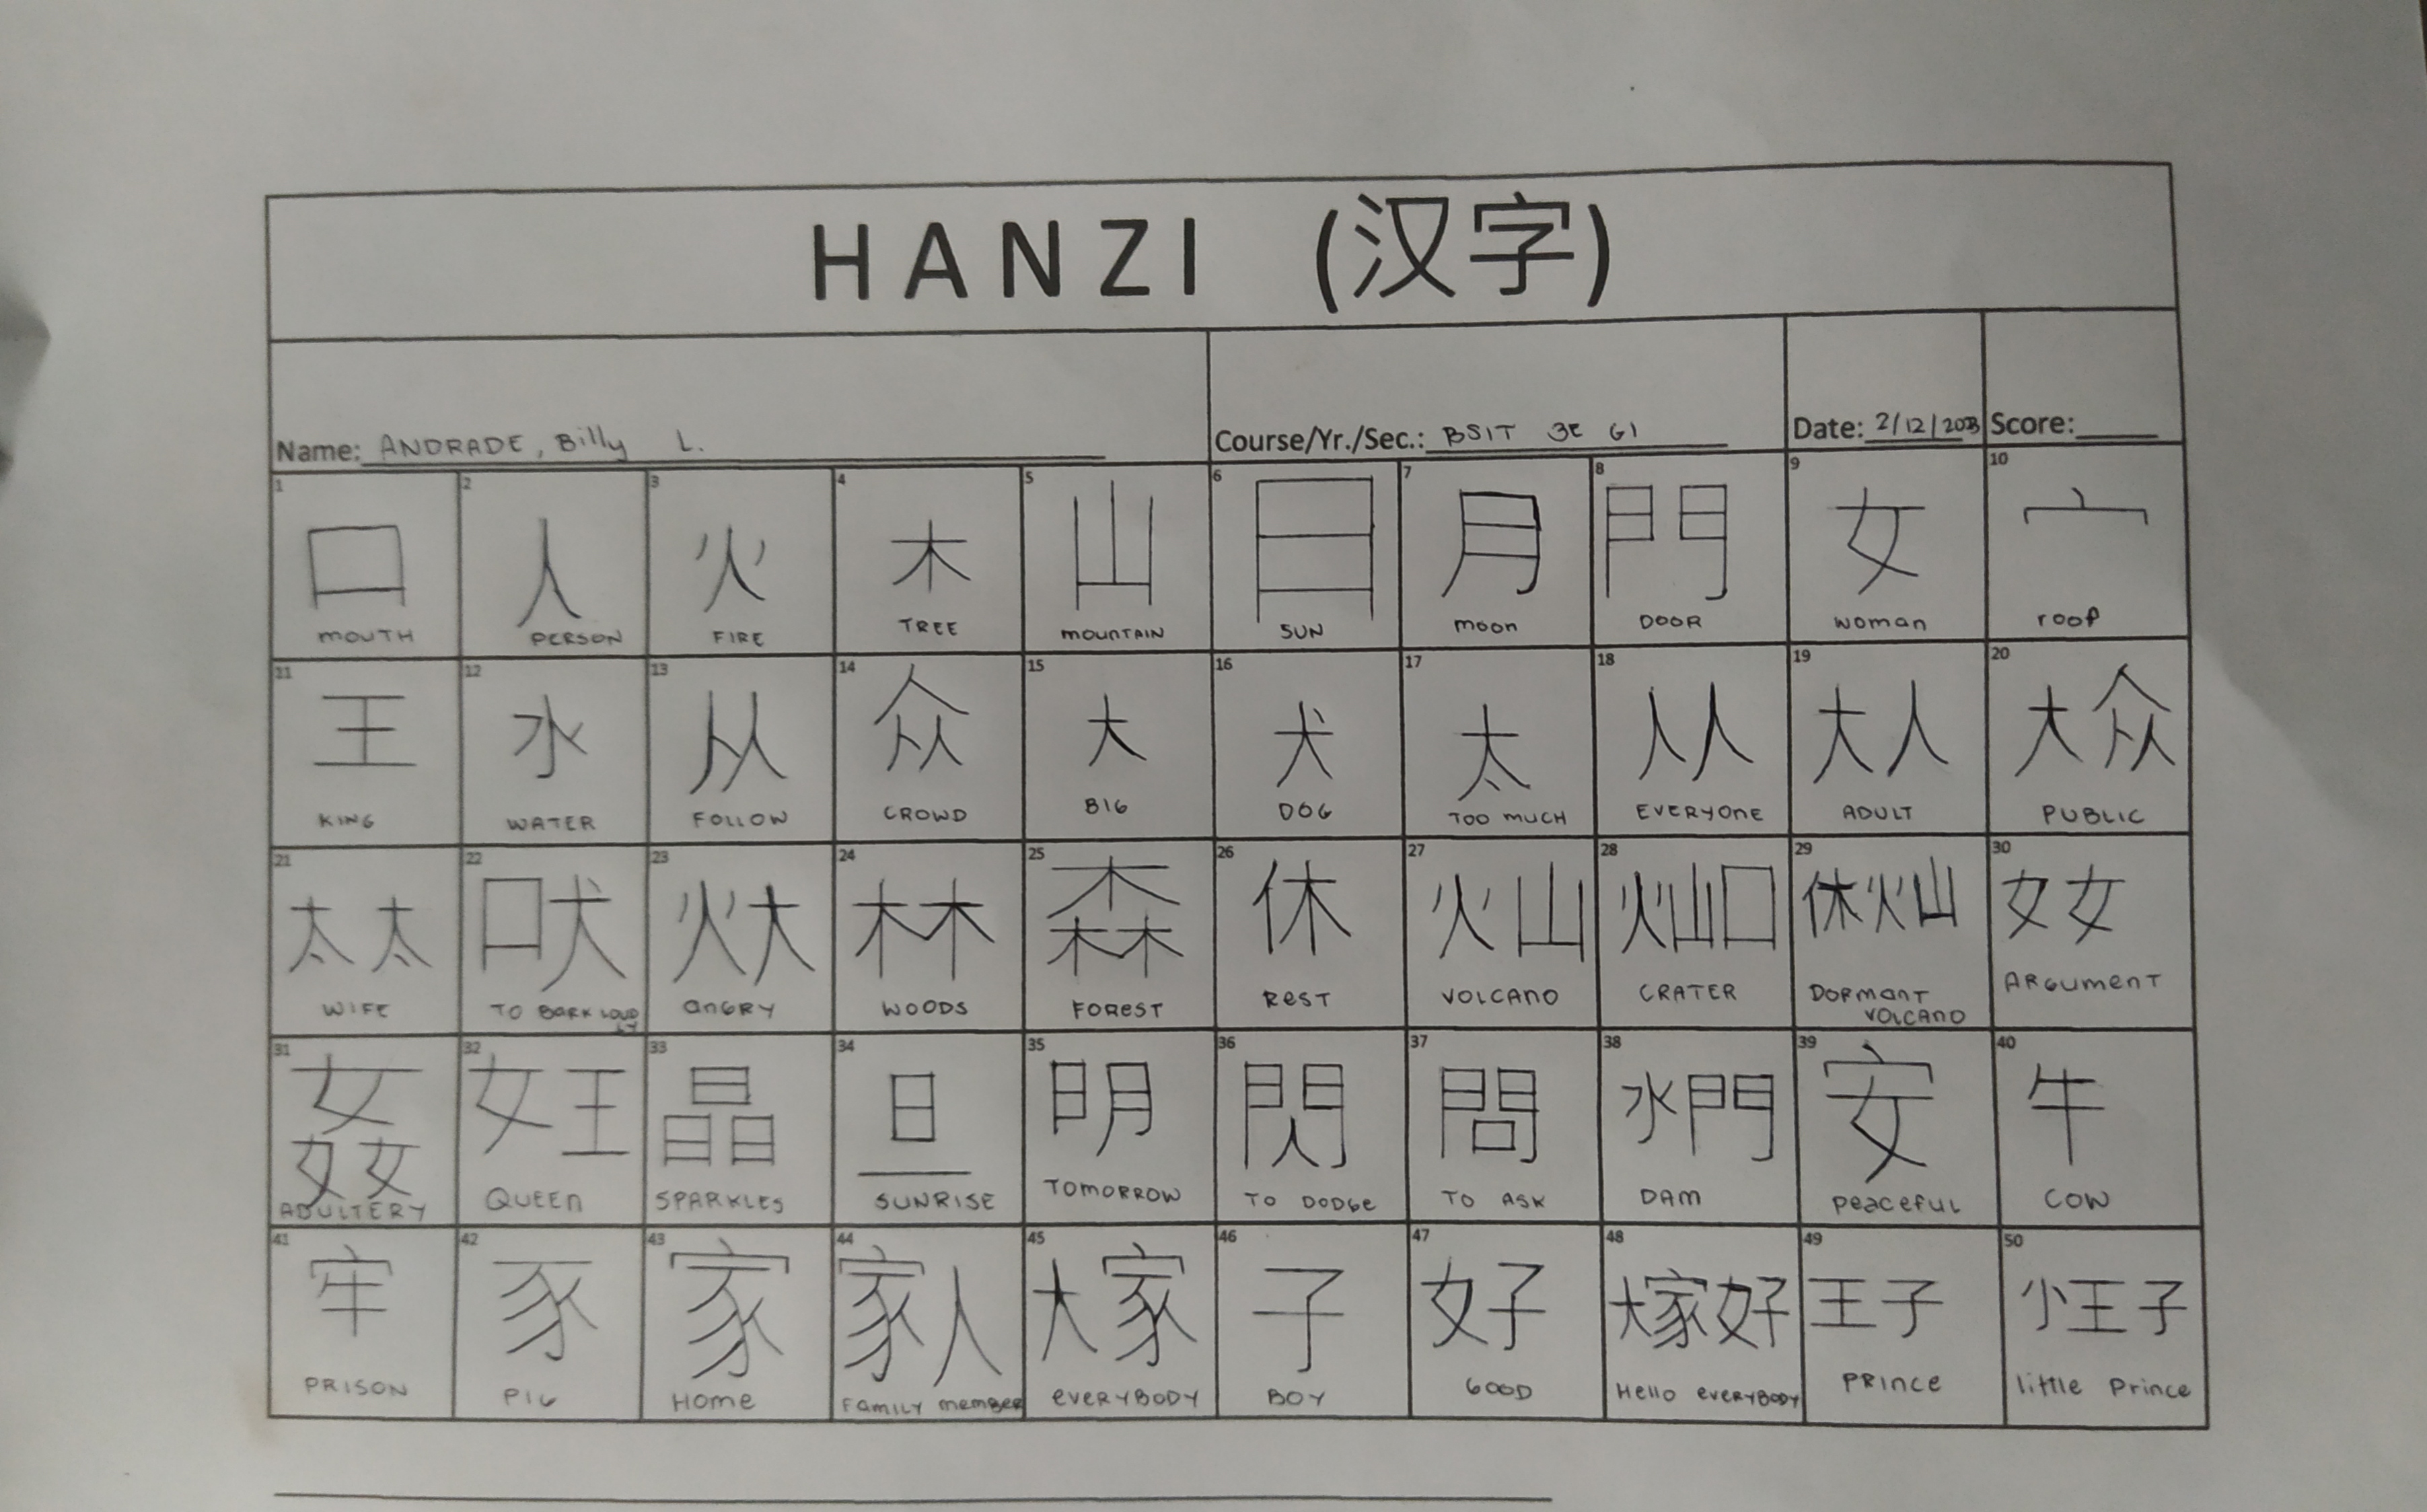 HANZI (汉字)
Name: ANDRADE, Billy L.
Course/Yr./Sec.: BSIT 3E G1
Date: 2/12/2023
Score:
1 2 3 4 5 6 7 8 9 10
口 人 火 木 山 日 月 門 女 宀
MOUTH PERSON FIRE TREE MOUNTAIN SUN moon DOOR woman roof
11 12 13 14 15 16 17 18 19 20
王 水 从 众 大 犬 太 人人 大人 大众
KING WATER FOLLOW CROWD BIG DOG TOO MUCH EVERYONE ADULT PUBLIC
21 22 23 24 25 26 27 28 29 30
太太 吠 火大 林 森 休 火山 火山口 休火山 奻
WIFE TO BARK LOUDLY ANGRY WOODS FOREST REST VOLCANO CRATER DORMANT VOLCANO ARGUMENT
31 32 33 34 35 36 37 38 39 40
姦 女王 晶 旦 明 閃 問 水門 安 牛
ADULTERY QUEEN SPARKLES SUNRISE TOMORROW TO DODGE TO ASK DAM peaceful COW
41 42 43 44 45 46 47 48 49 50
牢 豕 家 家人 大家 子 好 大家好 王子 小王子
PRISON PIG Home FAMILY member everYBODY BOY GOOD Hello everYBODY PRINCE little Prince